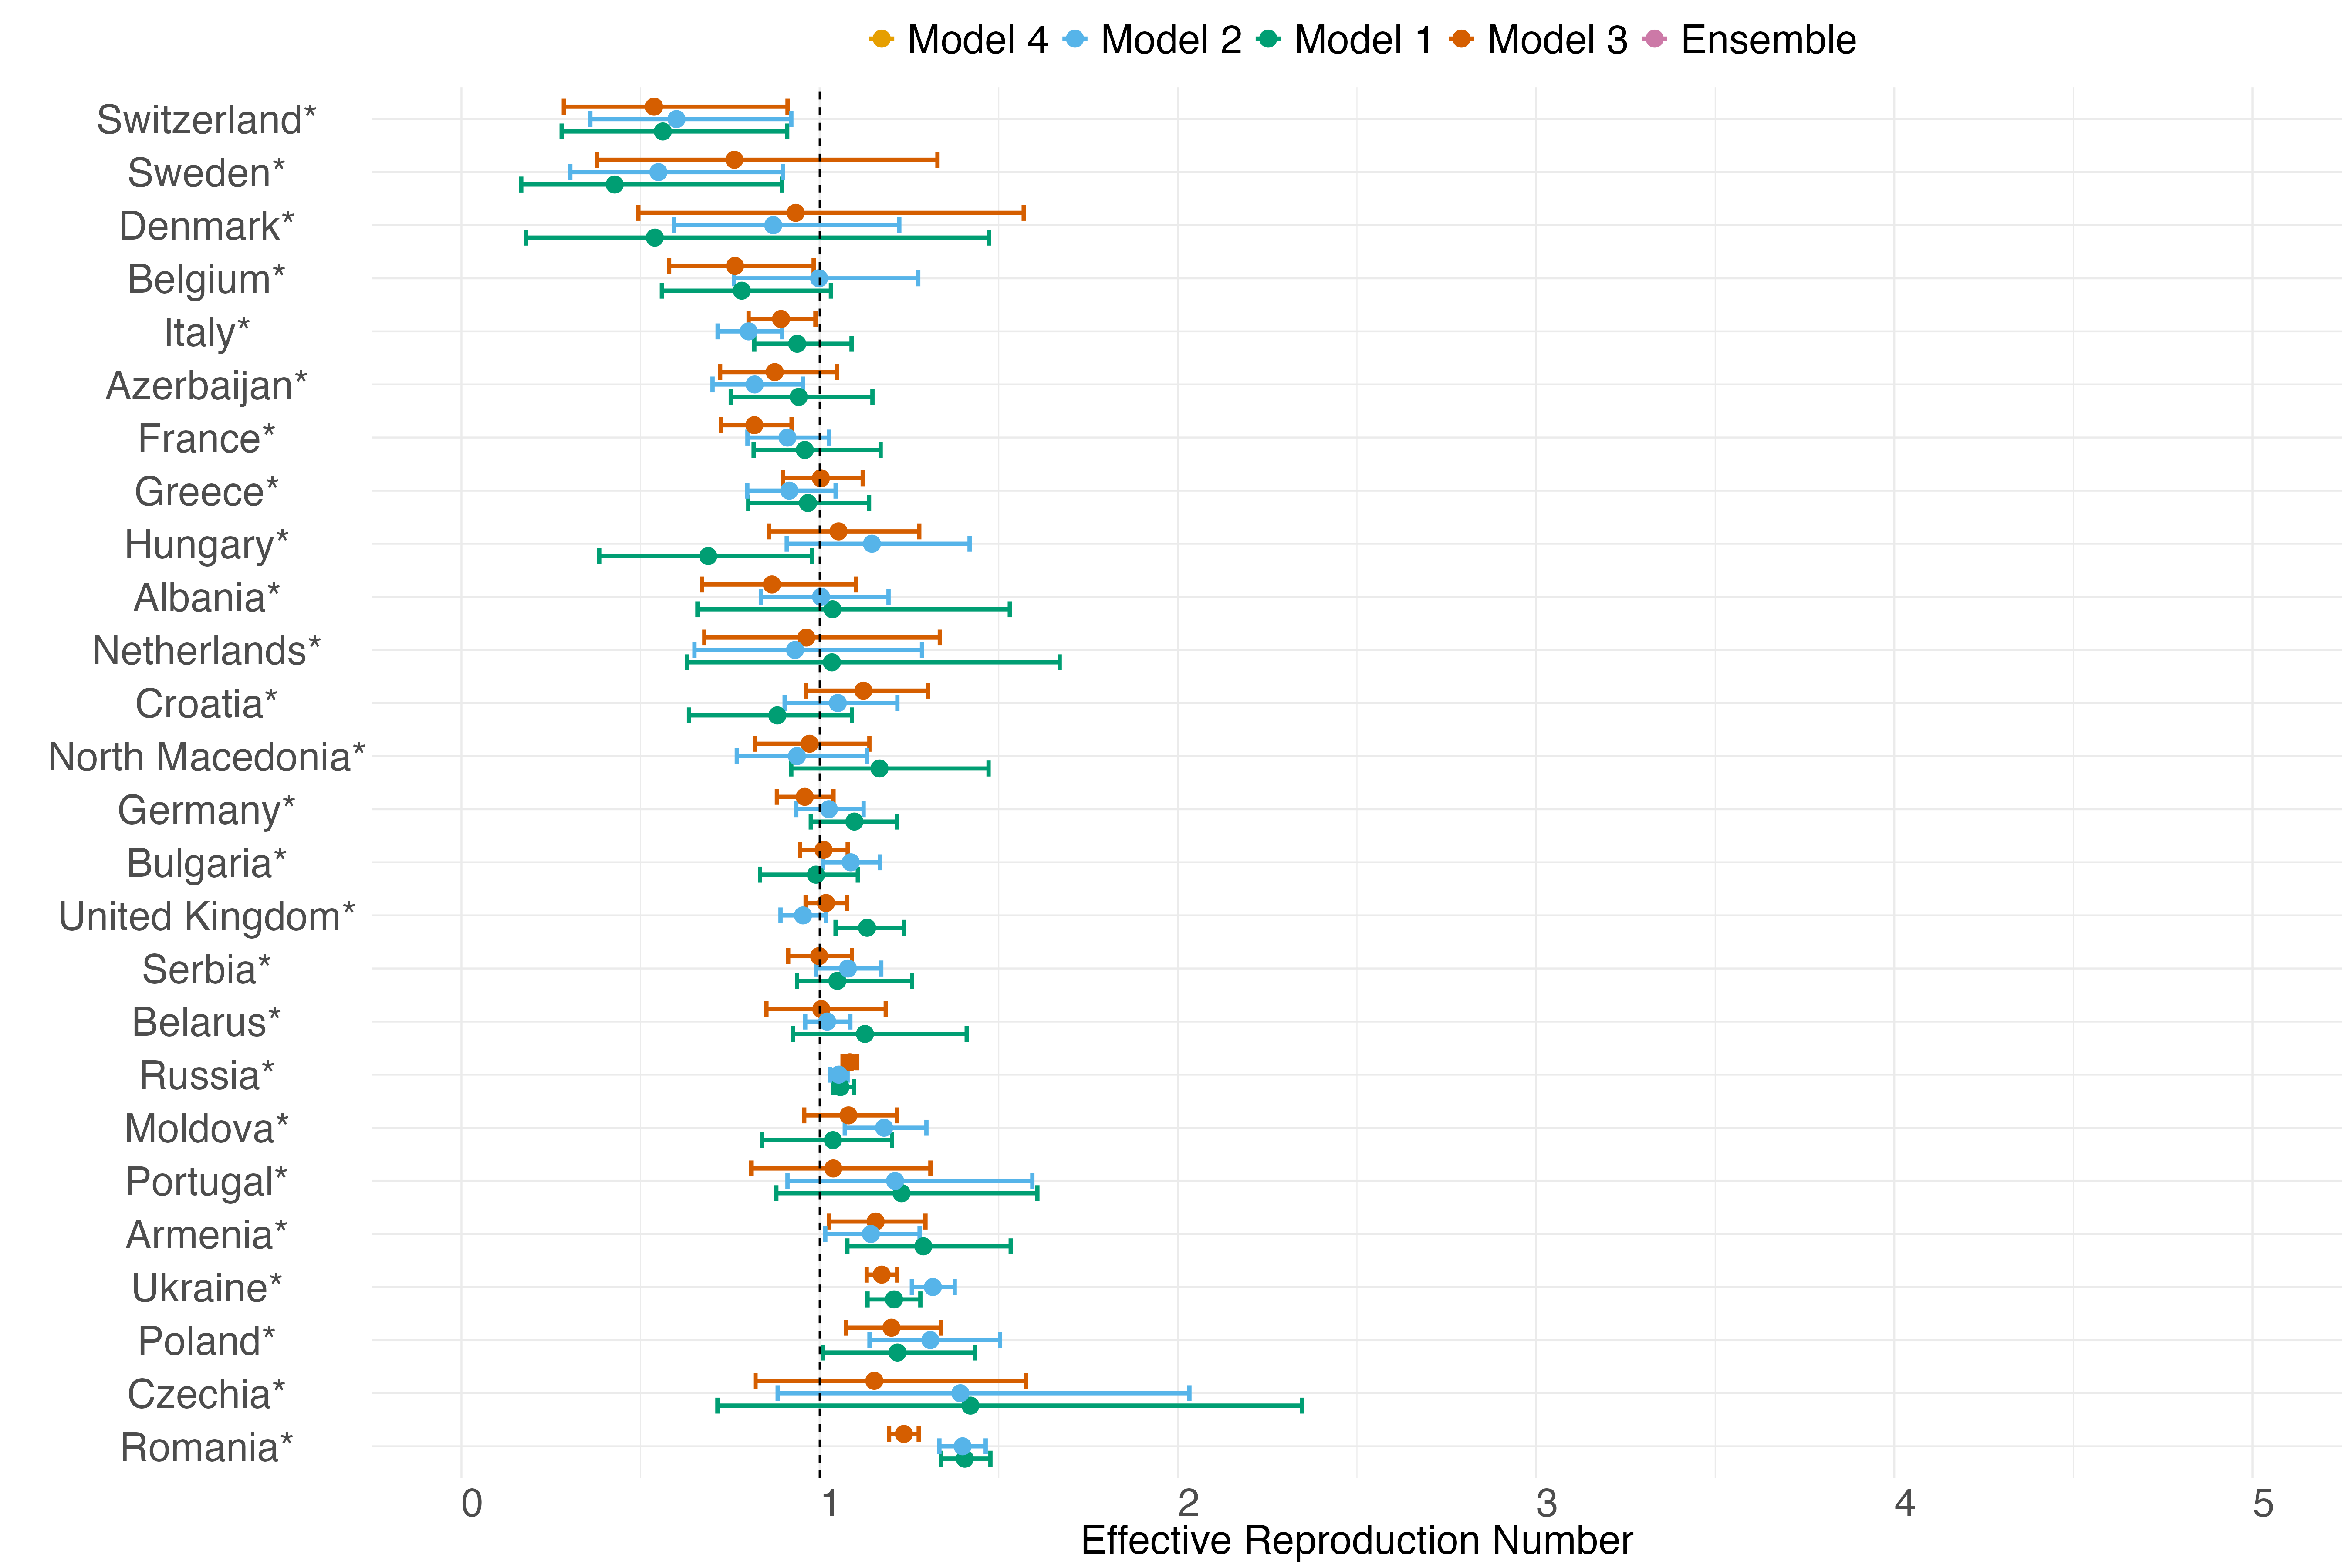 Model 4 Model 2 Model 1 Model 3 Ensemble
Switzerland*
Sweden*
Denmark*
Belgium*
Italy*
Azerbaijan*
France*
Greece*
Hungary*
Albania*
Netherlands*
Croatia*
North Macedonia*
Germany*
Bulgaria*
United Kingdom*
Serbia*
Belarus*
Russia*
Moldova*
Portugal*
Armenia*
Ukraine*
Poland*
Czechia*
Romania*
0 1 2 3 4 5
Effective Reproduction Number